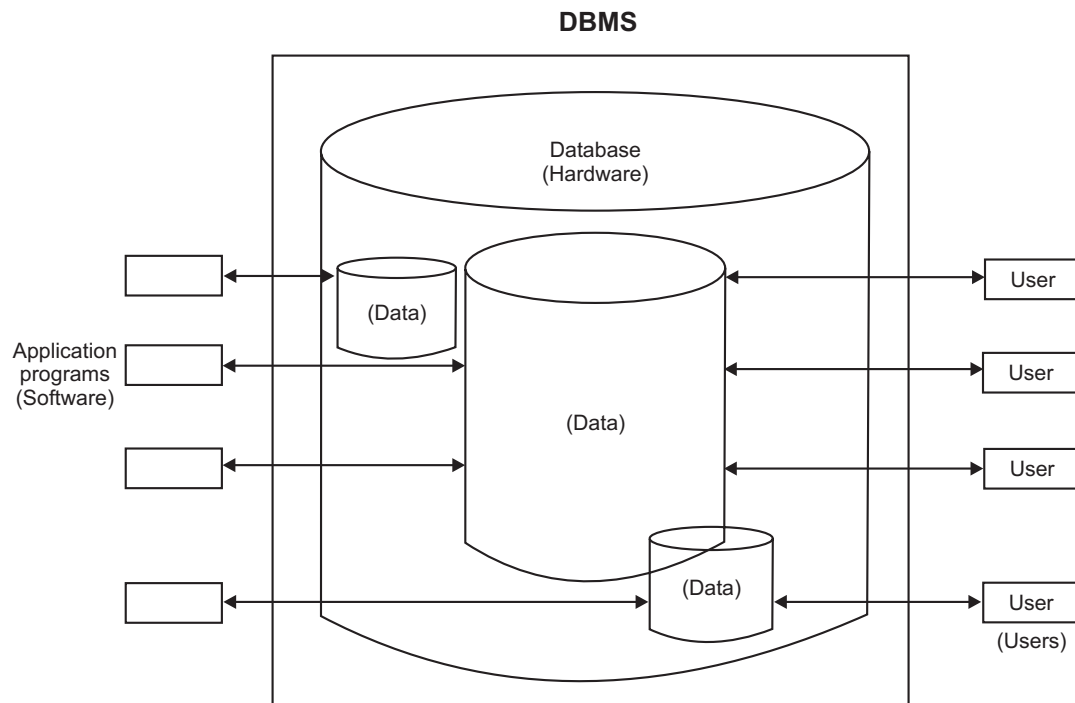 DBMS
Database
(Hardware)
User
(Data)
Application
programs
(Software)
User
(Data)
User
(Data)
User
(Users)